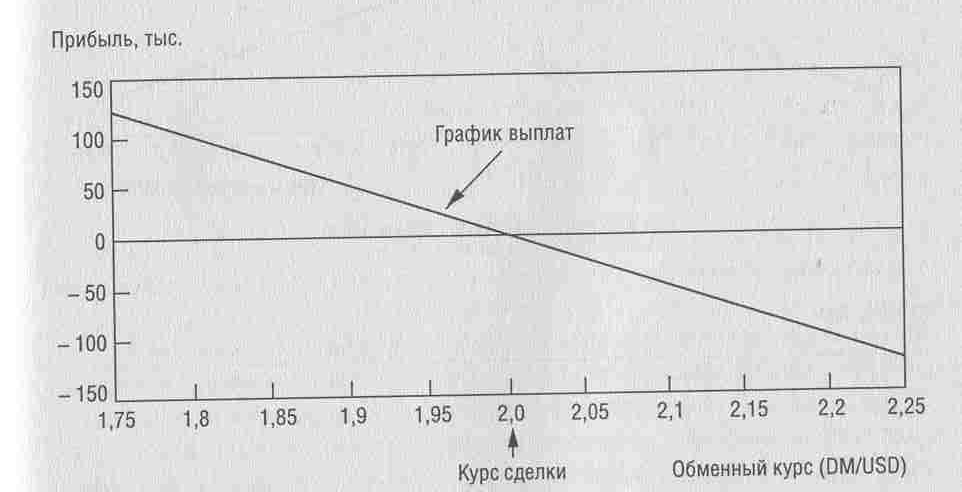 Прибыль, тыс.
150
100
50
0
– 50
– 100
– 150
График выплат
1,75 1,8 1,85 1,9 1,95 2,0 2,05 2,1 2,15 2,2 2,25
Курс сделки
Обменный курс (DM/USD)